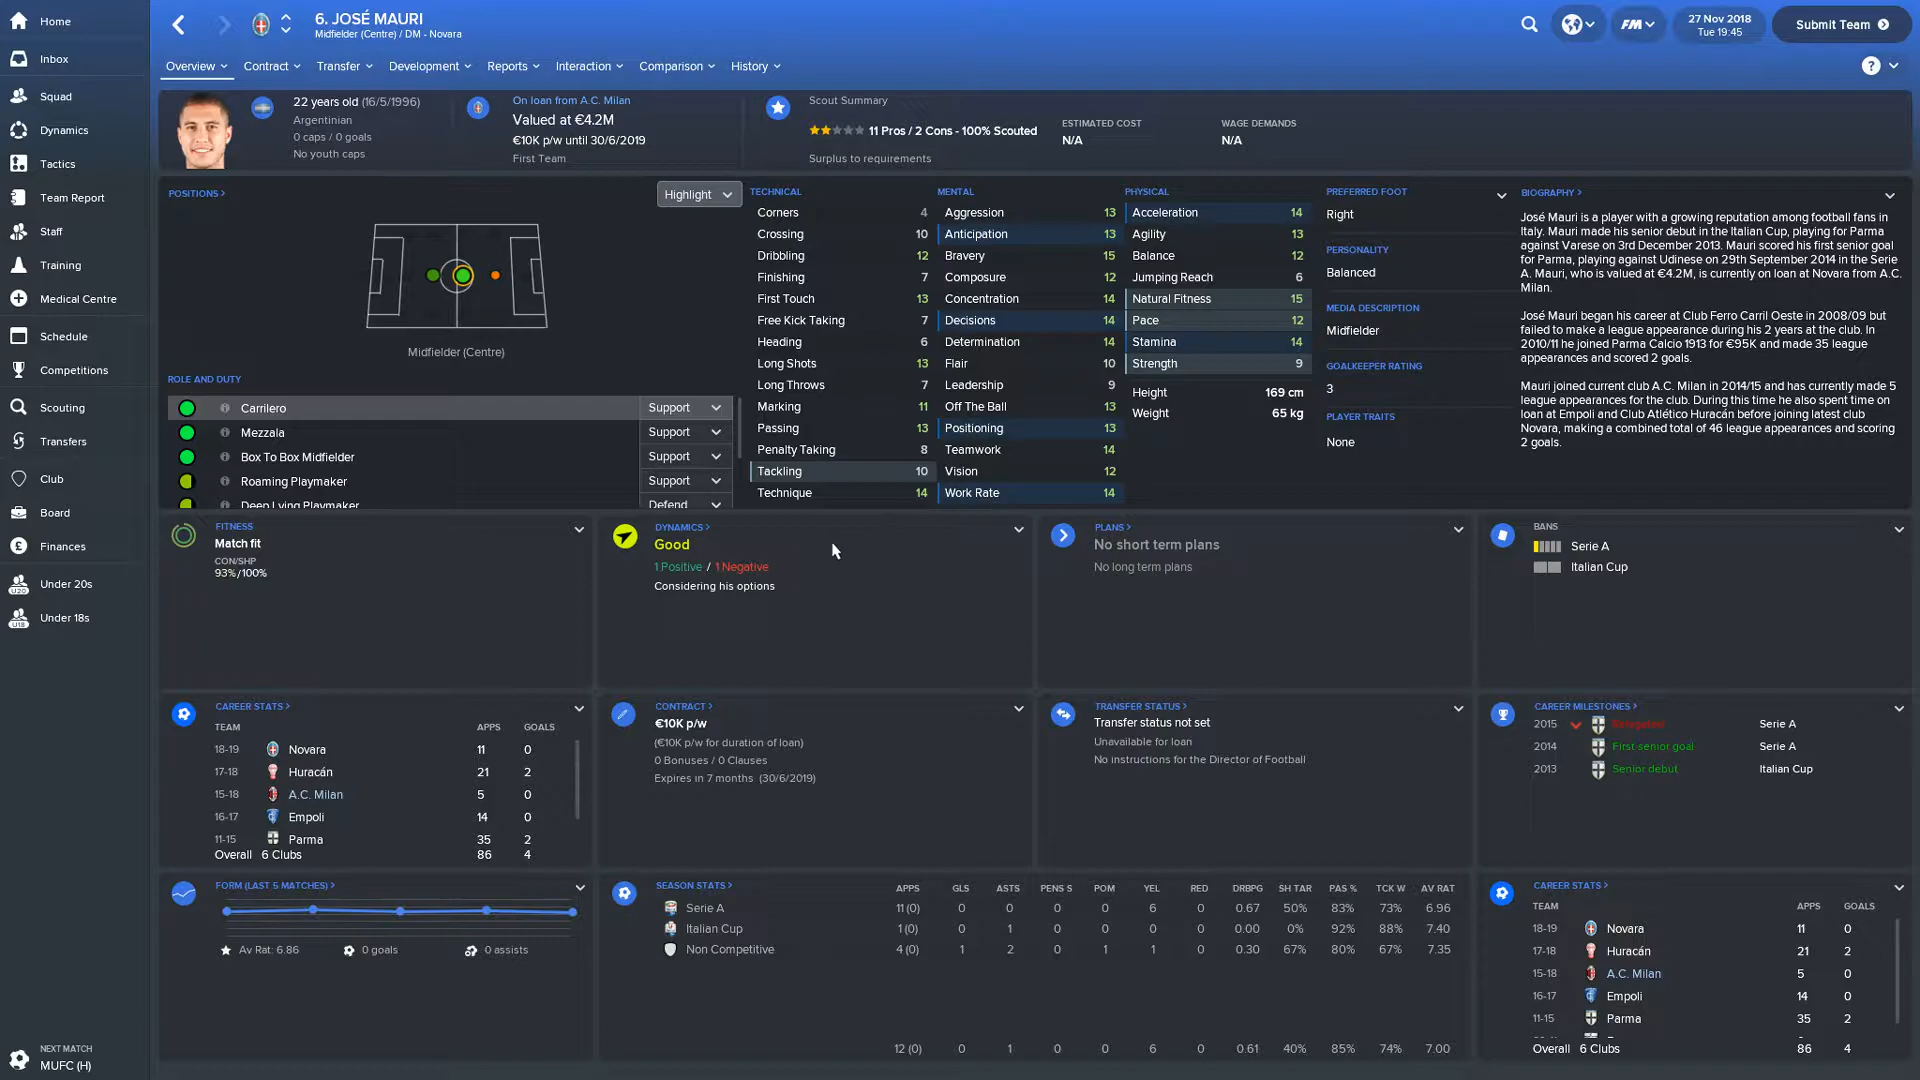 Home
Inbox
Squad
Dynamics
Tactics
Team Report
Staff
Training
Medical Centre
Schedule
Competitions
Scouting
Transfers
Club
Board
Finances
Under 20s
Under 18s
NEXT MATCH
MUFC (H)
6. JOSÉ MAURI
Midfielder (Centre) / DM - Novara
FM
27 Nov 2018
Tue 19:45
Submit Team
Overview Contract Transfer Development Reports Interaction Comparison History
?
22 years old (16/5/1996)
Argentinian
0 caps / 0 goals
No youth caps
On loan from A.C. Milan
Valued at €4.2M
€10K p/w until 30/6/2019
First Team
Scout Summary
11 Pros / 2 Cons - 100% Scouted
Surplus to requirements
ESTIMATED COST
N/A
WAGE DEMANDS
N/A
POSITIONS >
Highlight
Midfielder (Centre)
ROLE AND DUTY
Carrilero Support
Mezzala Support
Box To Box Midfielder Support
Roaming Playmaker Support
Deep Lying Playmaker Defend
TECHNICAL
Corners 4
Crossing 10
Dribbling 12
Finishing 7
First Touch 13
Free Kick Taking 7
Heading 6
Long Shots 13
Long Throws 7
Marking 11
Passing 13
Penalty Taking 8
Tackling 10
Technique 14
MENTAL
Aggression 13
Anticipation 13
Bravery 15
Composure 12
Concentration 14
Decisions 14
Determination 14
Flair 10
Leadership 9
Off The Ball 13
Positioning 13
Teamwork 14
Vision 12
Work Rate 14
PHYSICAL
Acceleration 14
Agility 13
Balance 12
Jumping Reach 6
Natural Fitness 15
Pace 12
Stamina 14
Strength 9
Height 169 cm
Weight 65 kg
PREFERRED FOOT
Right
PERSONALITY
Balanced
MEDIA DESCRIPTION
Midfielder
GOALKEEPER RATING
3
PLAYER TRAITS
None
BIOGRAPHY >
José Mauri is a player with a growing reputation among football fans in
Italy. Mauri made his senior debut in the Italian Cup, playing for Parma
against Varese on 3rd December 2013. Mauri scored his first senior goal
for Parma, playing against Udinese on 29th September 2014 in the Serie
A. Mauri, who is valued at €4.2M, is currently on loan at Novara from A.C.
Milan.
José Mauri began his career at Club Ferro Carril Oeste in 2008/09 but
failed to make a league appearance during his 2 years at the club. In
2010/11 he joined Parma Calcio 1913 for €95K and made 35 league
appearances and scored 2 goals.
Mauri joined current club A.C. Milan in 2014/15 and has currently made 5
league appearances for the club. During this time he also spent time on
loan at Empoli and Club Atlético Huracán before joining latest club
Novara, making a combined total of 46 league appearances and scoring
2 goals.
FITNESS
Match fit
CON/SHP
93%/100%
DYNAMICS >
Good
1 Positive / 1 Negative
Considering his options
PLANS >
No short term plans
No long term plans
BANS
Serie A
Italian Cup
CAREER STATS >
TEAM APPS GOALS
18-19 Novara 11 0
17-18 Huracán 21 2
15-18 A.C. Milan 5 0
16-17 Empoli 14 0
11-15 Parma 35 2
Overall 6 Clubs 86 4
CONTRACT >
€10K p/w
(€10K p/w for duration of loan)
0 Bonuses / 0 Clauses
Expires in 7 months (30/6/2019)
TRANSFER STATUS >
Transfer status not set
Unavailable for loan
No instructions for the Director of Football
CAREER MILESTONES >
2015 Relegated Serie A
2014 First senior goal Serie A
2013 Senior debut Italian Cup
FORM (LAST 5 MATCHES) >
Av Rat: 6.86 0 goals 0 assists
SEASON STATS > APPS GLS ASTS PENS S POM YEL RED DRBPG SH TAR PAS % TCK W AV RAT
Serie A 11 (0) 0 0 0 0 6 0 0.67 50% 83% 73% 6.96
Italian Cup 1 (0) 0 1 0 0 0 0 0.00 0% 92% 88% 7.40
Non Competitive 4 (0) 1 2 0 1 1 0 0.30 67% 80% 67% 7.35
12 (0) 0 1 0 0 6 0 0.61 40% 85% 74% 7.00
CAREER STATS >
TEAM APPS GOALS
18-19 Novara 11 0
17-18 Huracán 21 2
15-18 A.C. Milan 5 0
16-17 Empoli 14 0
11-15 Parma 35 2
Overall 6 Clubs 86 4